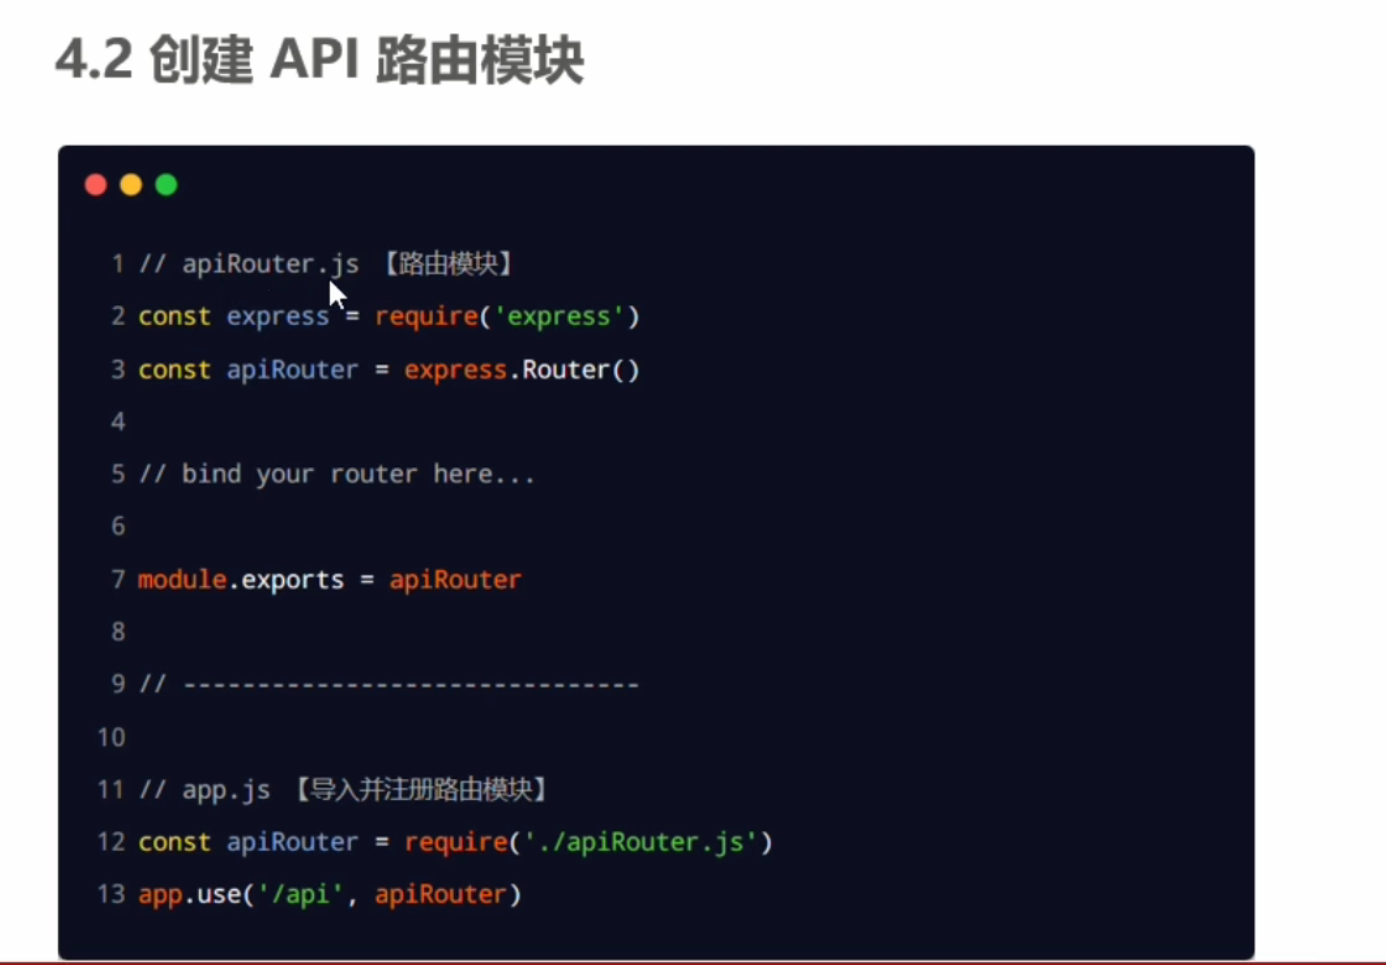 4.2 创建 API 路由模块
1 // apiRouter.js 【路由模块】
2 const express = require('express')
3 const apiRouter = express.Router()
4
5 // bind your router here...
6
7 module.exports = apiRouter
8
9 // -------------------------------
10
11 // app.js 【导入并注册路由模块】
12 const apiRouter = require('./apiRouter.js')
13 app.use('/api', apiRouter)